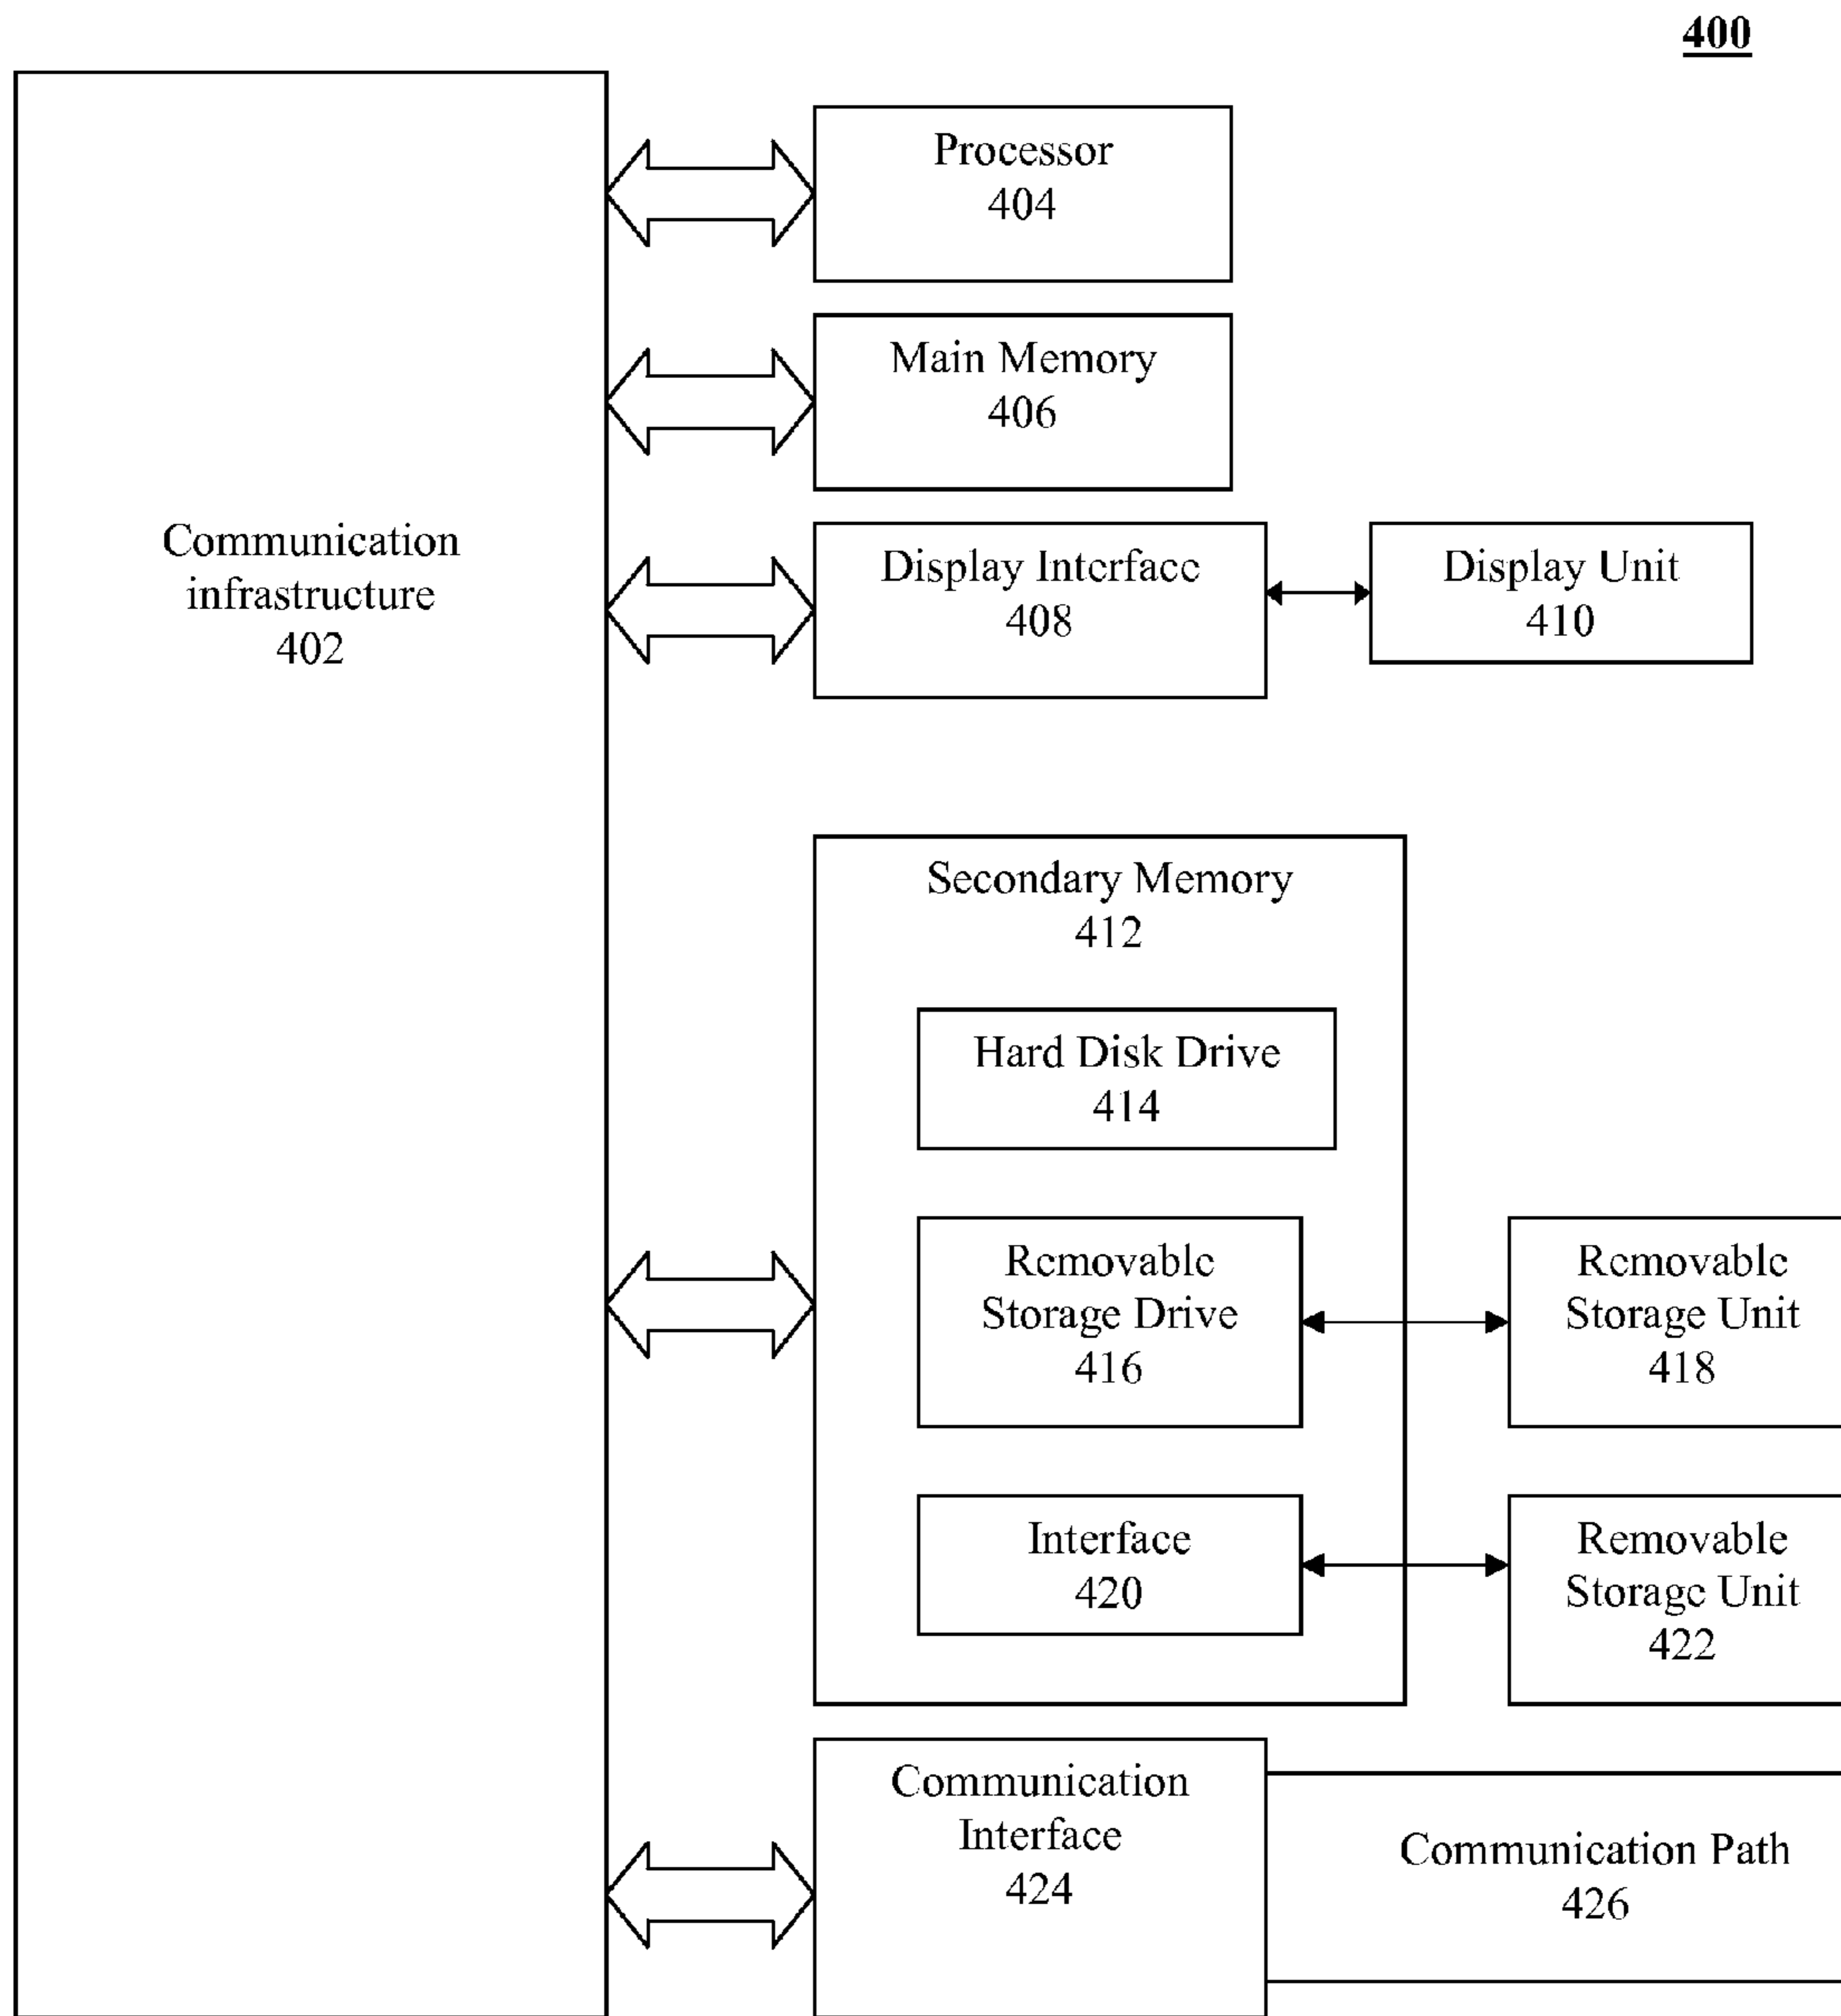 400
Processor
404
Main Memory
406
Communication
infrastructure
402
Display Interface
408
Display Unit
410
Secondary Memory
412
Hard Disk Drive
414
Removable
Storage Drive
416
Removable
Storage Unit
418
Interface
420
Removable
Storage Unit
422
Communication
Interface
424
Communication Path
426